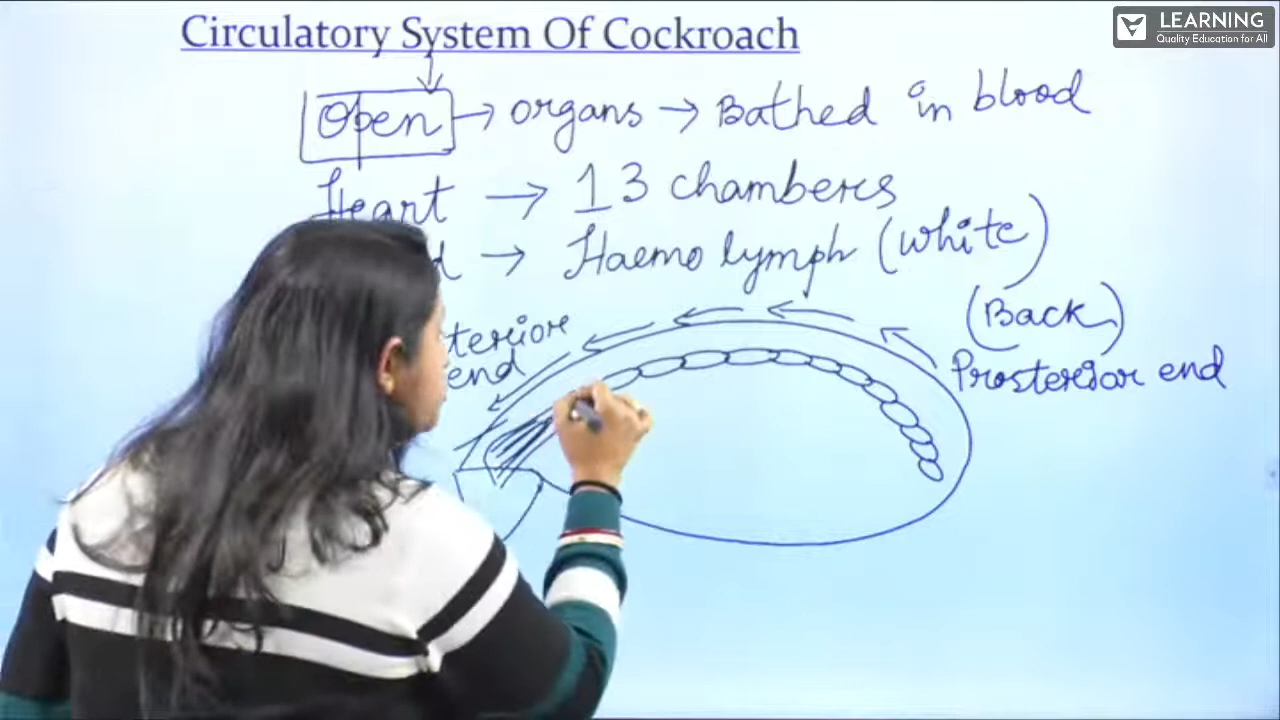 LEARNING
Quality Education for All
Circulatory System Of Cockroach
Open → organs → Bathed in blood
Heart → 13 chambers
→ Haemo lymph (white)
(Back)
end
Prosterior end